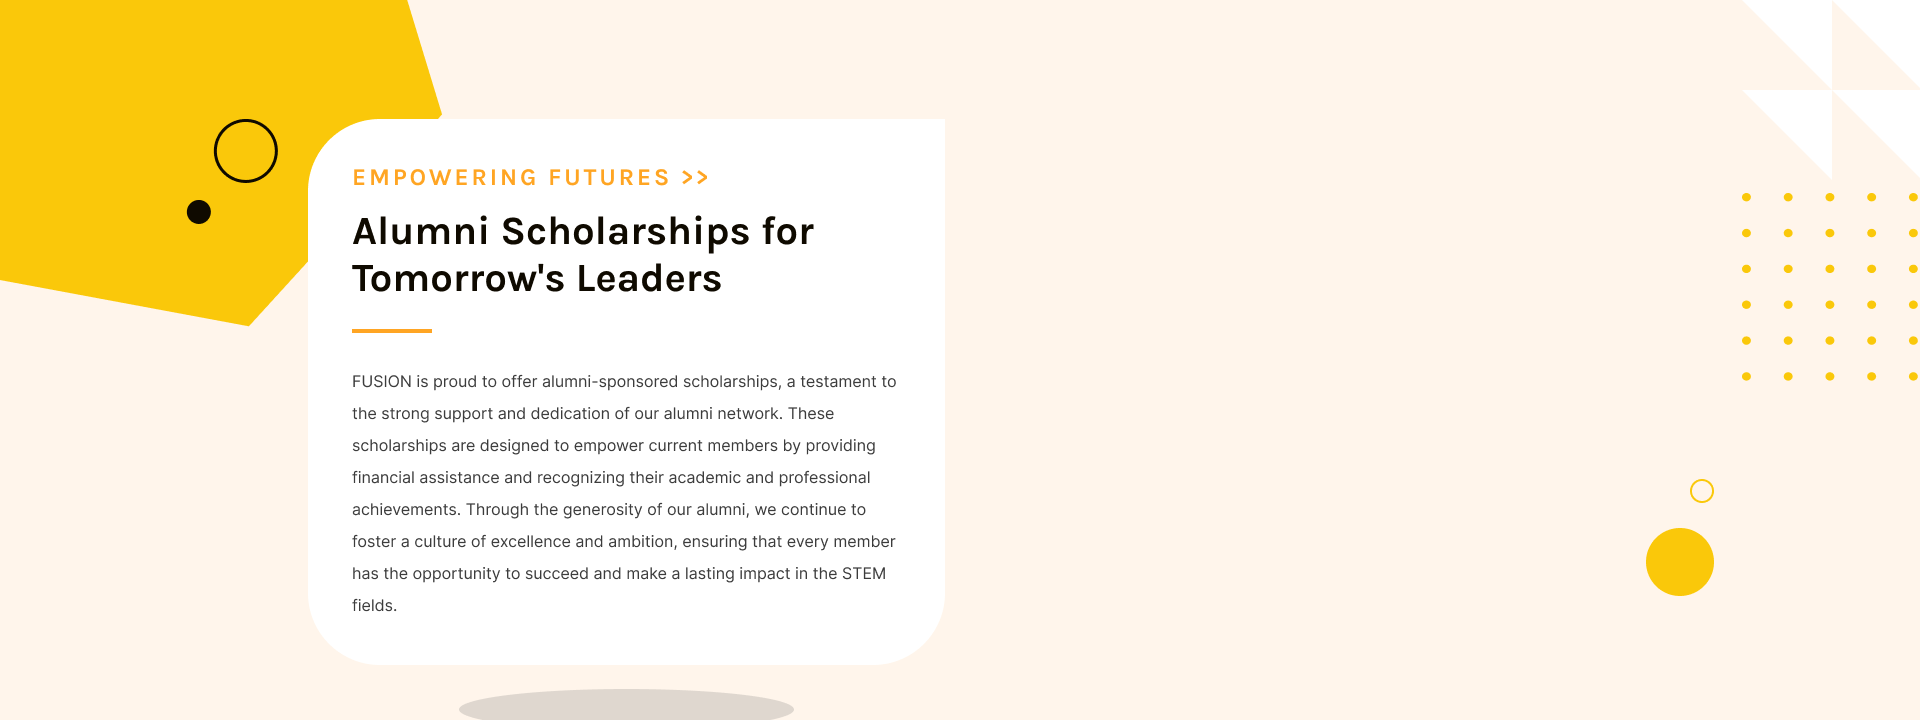 EMPOWERING FUTURES >>
Alumni Scholarships for
Tomorrow's Leaders
FUSION is proud to offer alumni-sponsored scholarships, a testament to
the strong support and dedication of our alumni network. These
scholarships are designed to empower current members by providing
financial assistance and recognizing their academic and professional
achievements. Through the generosity of our alumni, we continue to
foster a culture of excellence and ambition, ensuring that every member
has the opportunity to succeed and make a lasting impact in the STEM
fields.